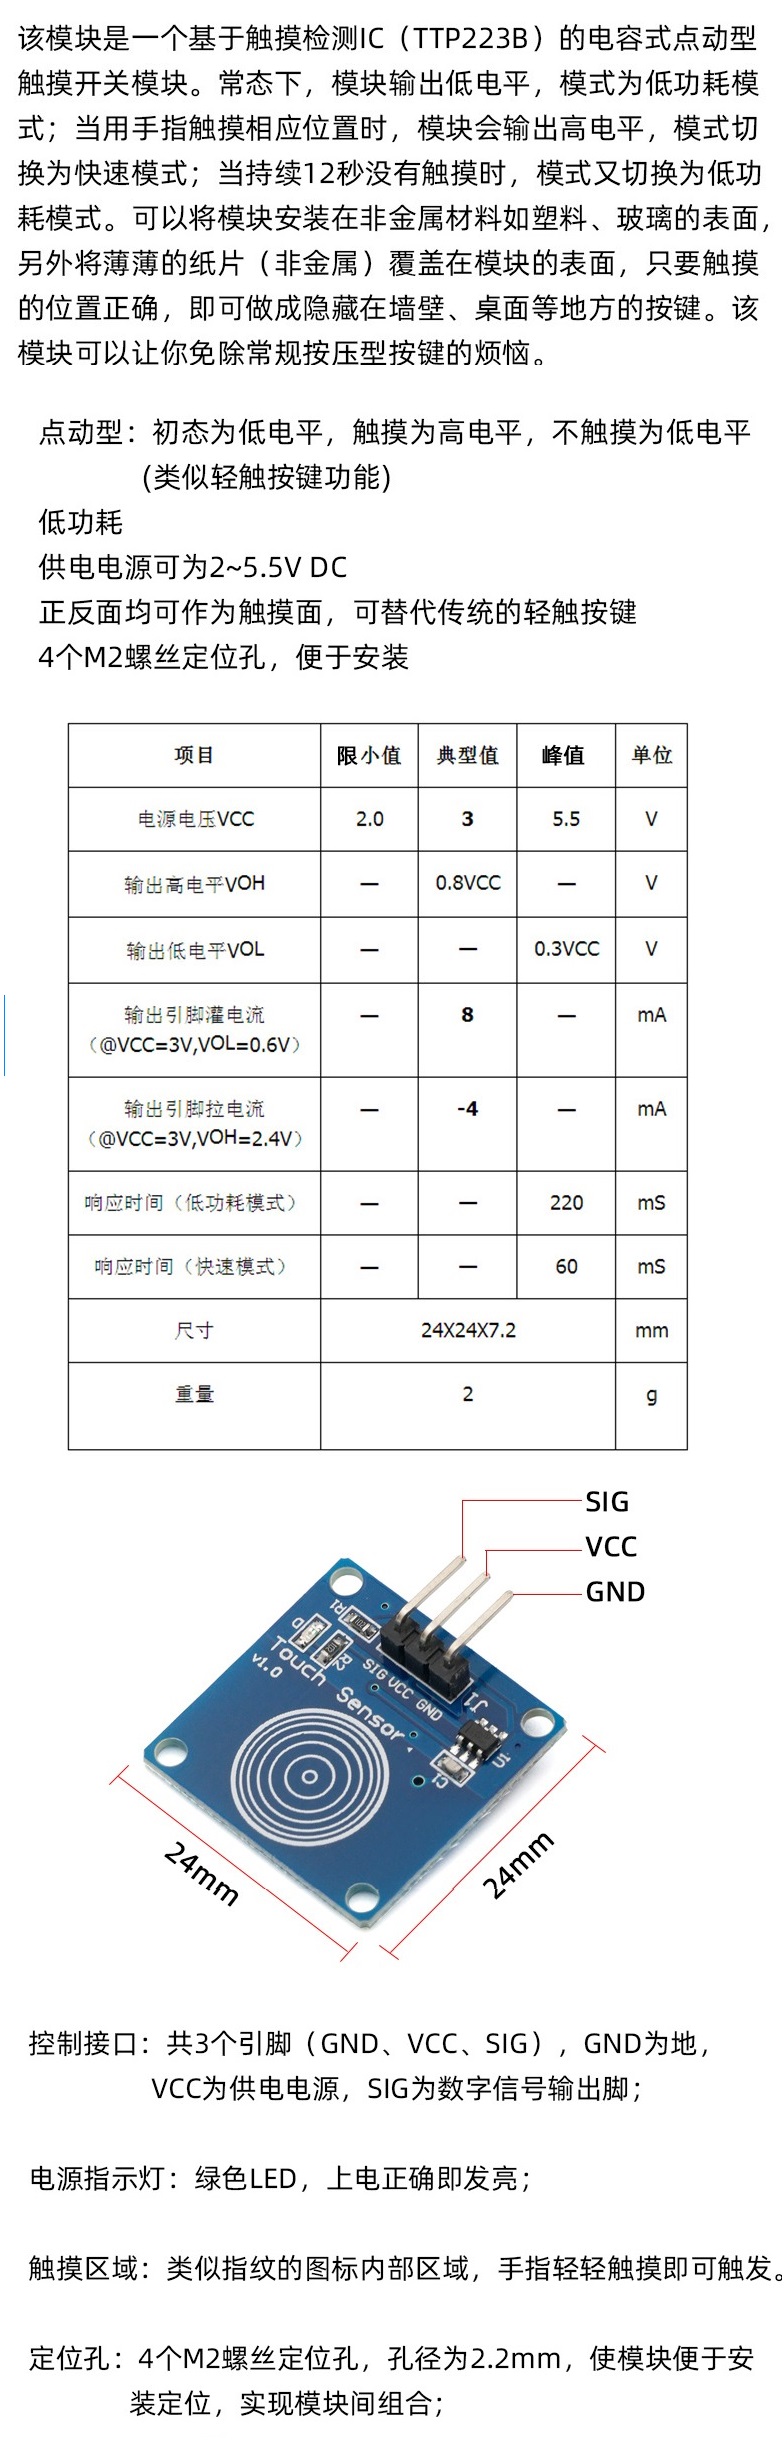 该模块是一个基于触摸检测IC（TTP223B）的电容式点动型
触摸开关模块。常态下，模块输出低电平，模式为低功耗模
式；当用手指触摸相应位置时，模块会输出高电平，模式切
换为快速模式；当持续12秒没有触摸时，模式又切换为低功
耗模式。可以将模块安装在非金属材料如塑料、玻璃的表面，
另外将薄薄的纸片（非金属）覆盖在模块的表面，只要触摸
的位置正确，即可做成隐藏在墙壁、桌面等地方的按键。该
模块可以让你免除常规按压型按键的烦恼。
点动型：初态为低电平，触摸为高电平，不触摸为低电平
(类似轻触按键功能)
低功耗
供电电源可为2~5.5V DC
正反面均可作为触摸面，可替代传统的轻触按键
4个M2螺丝定位孔，便于安装
项目 限小值 典型值 峰值 单位
电源电压VCC 2.0 3 5.5 V
输出高电平VOH — 0.8VCC — V
输出低电平VOL — — 0.3VCC V
输出引脚灌电流 — 8 — mA
（@VCC=3V,VOL=0.6V）
输出引脚拉电流 — -4 — mA
（@VCC=3V,VOH=2.4V）
响应时间（低功耗模式） — — 220 mS
响应时间（快速模式） — — 60 mS
尺寸 24X24X7.2 mm
重量 2 g
SIG
VCC
GND
R1
D
R2
Touch Sensor
v1.0
SIG VCC GND
J1
U1
C1
24mm
24mm
控制接口：共3个引脚（GND、VCC、SIG），GND为地，
VCC为供电电源，SIG为数字信号输出脚；
电源指示灯：绿色LED，上电正确即发亮；
触摸区域：类似指纹的图标内部区域，手指轻轻触摸即可触发。
定位孔：4个M2螺丝定位孔，孔径为2.2mm，使模块便于安
装定位，实现模块间组合；